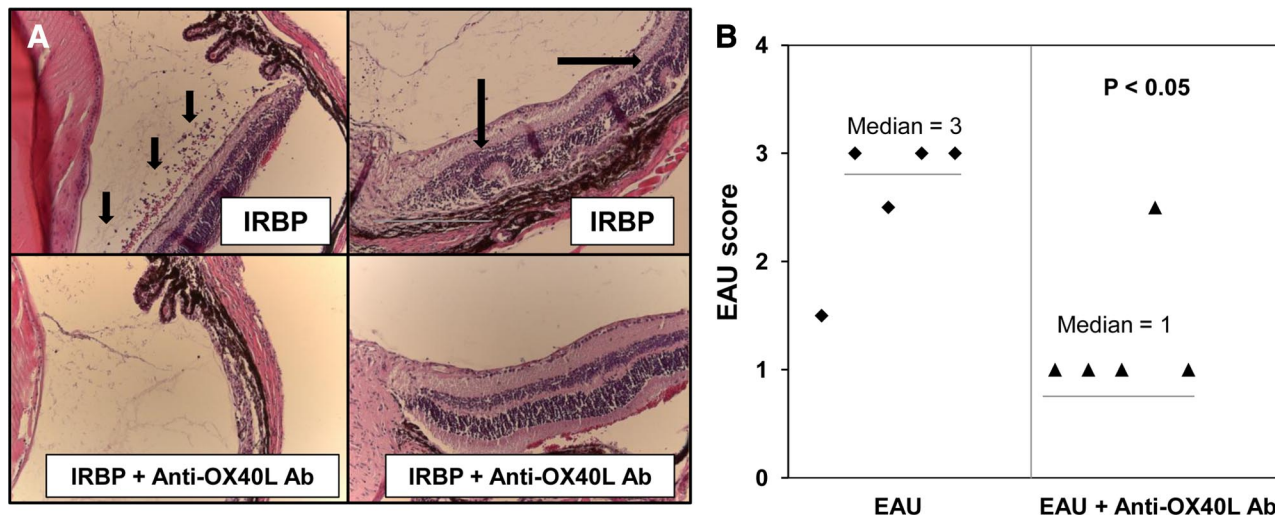 A
IRBP
IRBP
IRBP + Anti-OX40L Ab
IRBP + Anti-OX40L Ab
B
EAU score
4
3
2
1
0
P < 0.05
Median = 3
Median = 1
EAU
EAU + Anti-OX40L Ab